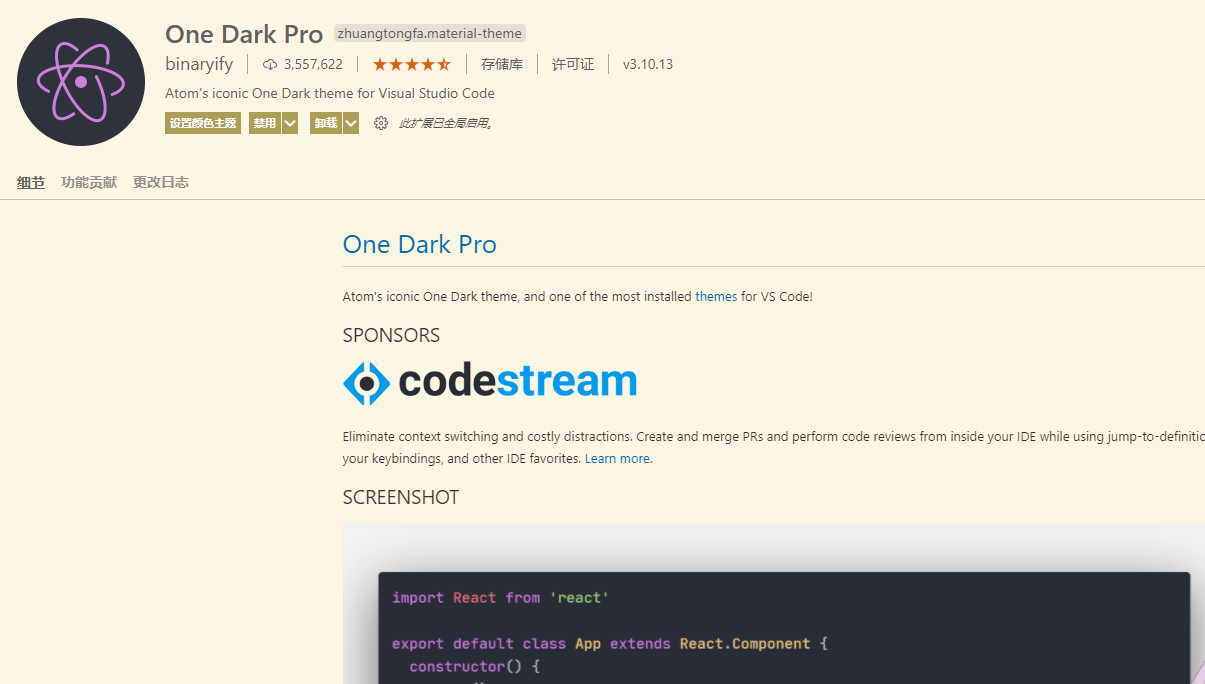 One Dark Pro zhuangtongfa.material-theme
binaryify 3,557,622 存储库 许可证 v3.10.13
Atom's iconic One Dark theme for Visual Studio Code
设置颜色主题 禁用 卸载 此扩展已全局启用。
细节 功能贡献 更改日志
One Dark Pro
Atom's iconic One Dark theme, and one of the most installed themes for VS Code!
SPONSORS
codestream
Eliminate context switching and costly distractions. Create and merge PRs and perform code reviews from inside your IDE while using jump-to-definitic
your keybindings, and other IDE favorites. Learn more.
SCREENSHOT
import React from 'react'
export default class App extends React.Component {
constructor() {